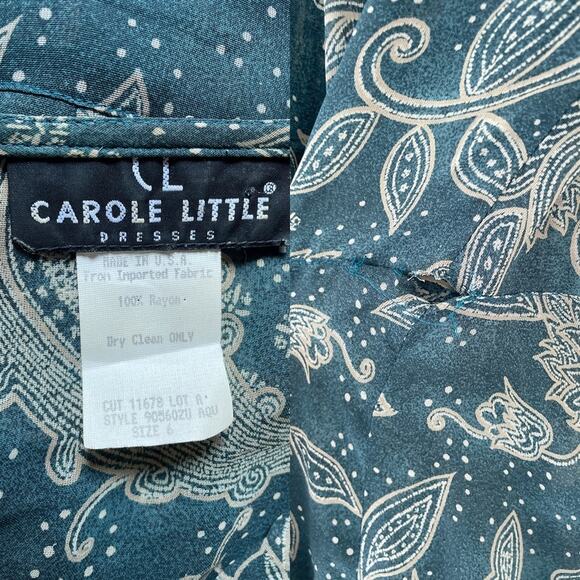 CL
CAROLE LITTLE®
DRESSES
MADE IN U.S.A.
From Imported Fabric
100% Rayon
Dry Clean ONLY
CUT 11678 LOT A
STYLE 90560ZU AQU
SIZE 6